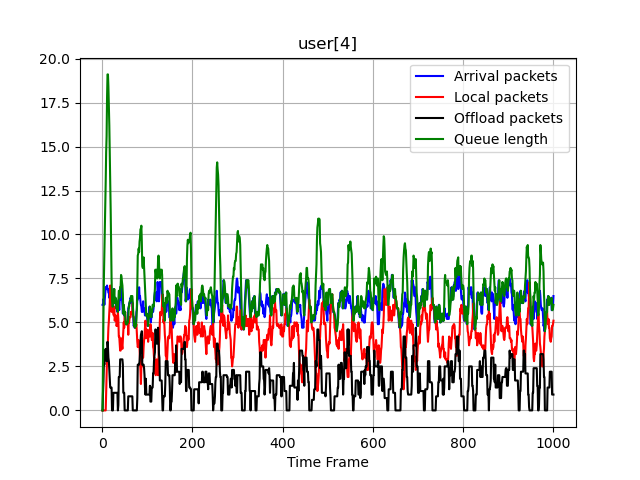 user[4]
20.0
17.5
15.0
12.5
10.0
7.5
5.0
2.5
0.0
Arrival packets
Local packets
Offload packets
Queue length
0 200 400 600 800 1000
Time Frame